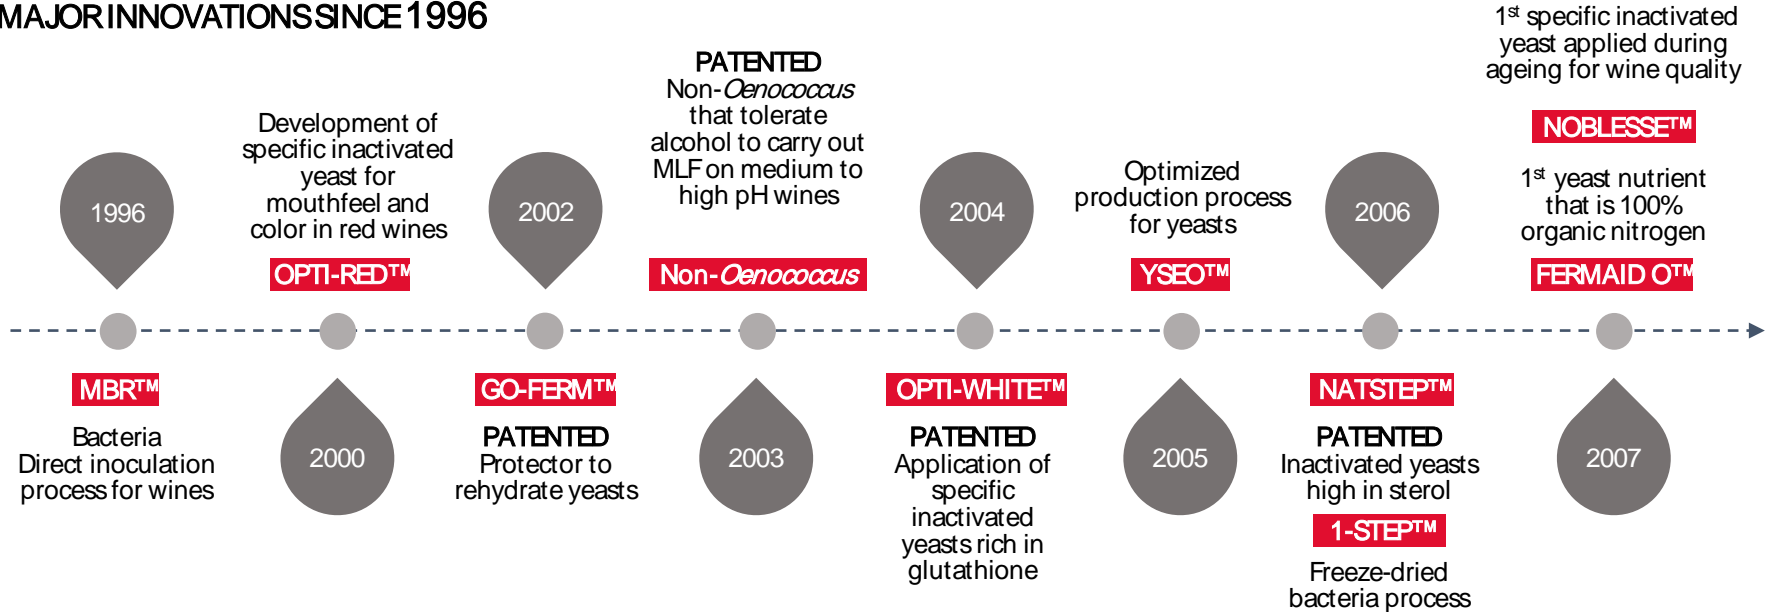 MAJOR INNOVATIONS SINCE 1996
1996
MBR™
Bacteria
Direct inoculation
process for wines
Development of
specific inactivated
yeast for
mouthfeel and
color in red wines
OPTI-RED™
2000
2002
GO-FERM™
PATENTED
Protector to
rehydrate yeasts
PATENTED
Non-Oenococcus
that tolerate
alcohol to carry out
MLF on medium to
high pH wines
Non-Oenococcus
2003
2004
OPTI-WHITE™
PATENTED
Application of
specific
inactivated
yeasts rich in
glutathione
Optimized
production process
for yeasts
YSEO™
2005
2006
NATSTEP™
PATENTED
Inactivated yeasts
high in sterol
1-STEP™
Freeze-dried
bacteria process
1st specific inactivated
yeast applied during
ageing for wine quality
NOBLESSE™
1st yeast nutrient
that is 100%
organic nitrogen
FERMAID O™
2007